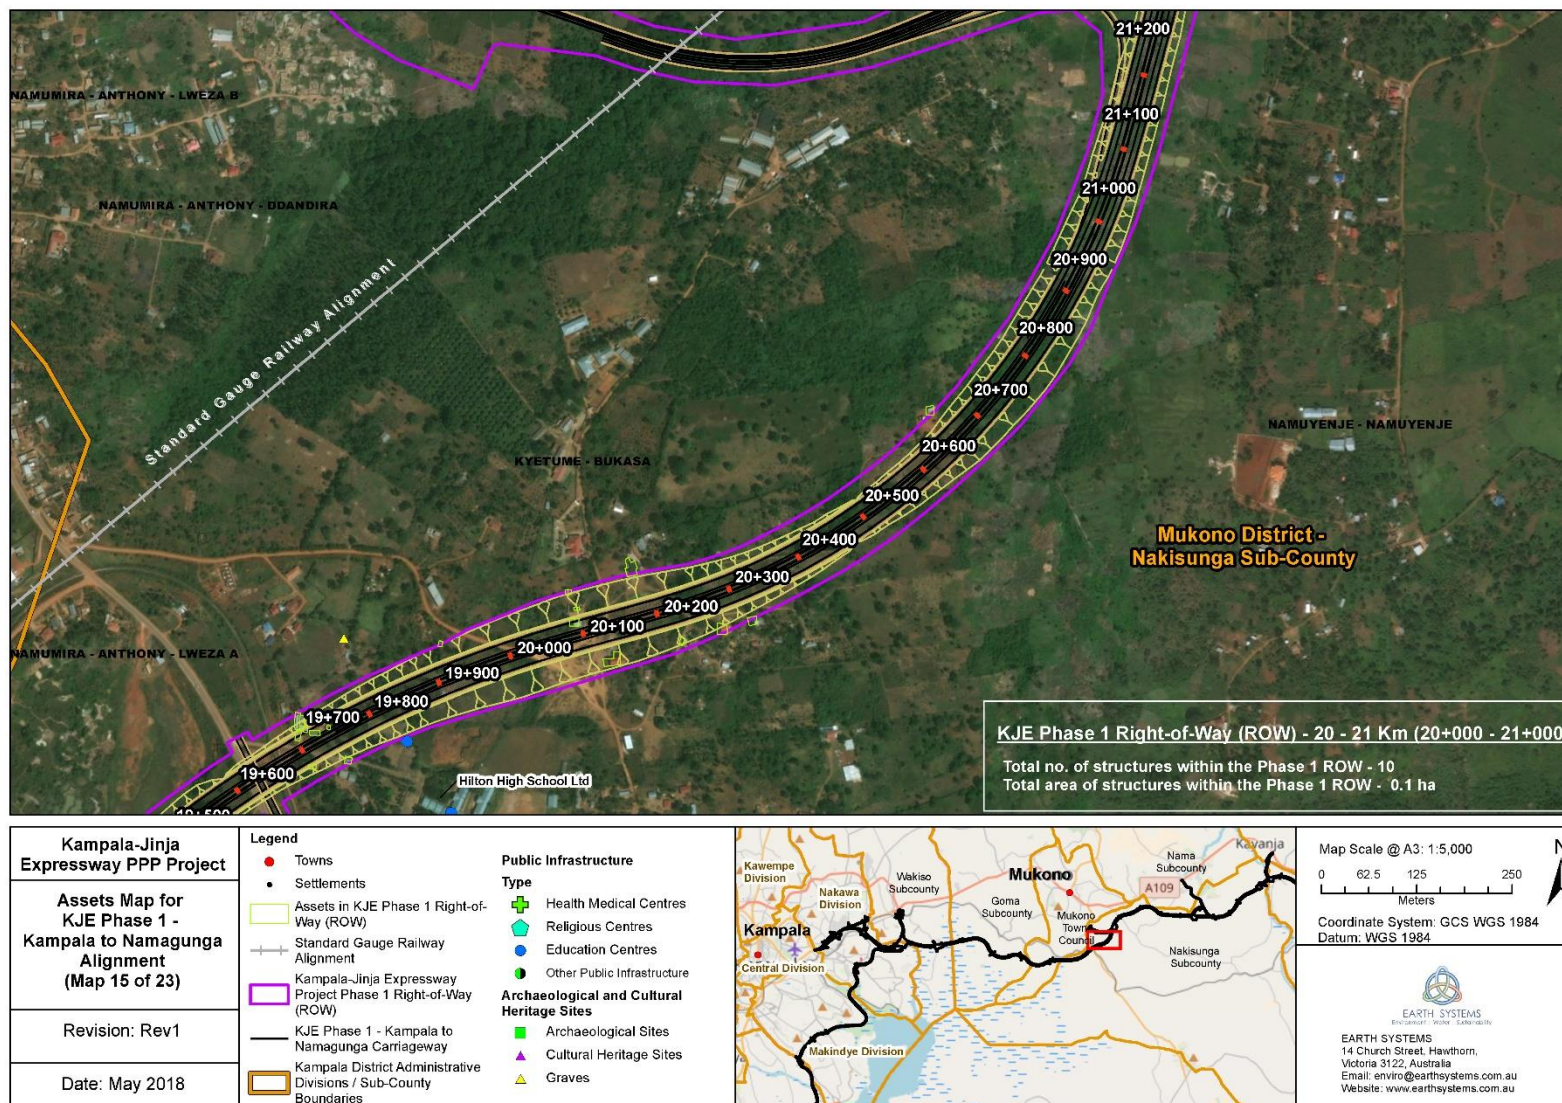 21+200
NAMUMIRA - ANTHONY - LWEZA B
21+100
21+000
NAMUMIRA - ANTHONY - DDANDIRA
20+900
Standard Gauge Railway Alignment
20+800
20+700
NAMUYENJE - NAMUYENJE
20+600
KYETUME - BUKASA
20+500
20+400
Mukono District -
Nakisunga Sub-County
20+300
20+200
20+100
20+000
NAMUMIRA - ANTHONY - LWEZA A
19+900
19+800
19+700
19+600
19+500
Hilton High School Ltd
KJE Phase 1 Right-of-Way (ROW) - 20 - 21 Km (20+000 - 21+000
Total no. of structures within the Phase 1 ROW - 10
Total area of structures within the Phase 1 ROW - 0.1 ha
Kampala-Jinja
Expressway PPP Project
Assets Map for
KJE Phase 1 -
Kampala to Namagunga
Alignment
(Map 15 of 23)
Revision: Rev1
Date: May 2018
Legend
Towns
Settlements
Assets in KJE Phase 1 Right-of-
Way (ROW)
Standard Gauge Railway
Alignment
Kampala-Jinja Expressway
Project Phase 1 Right-of-Way
(ROW)
KJE Phase 1 - Kampala to
Namagunga Carriageway
Kampala District Administrative
Divisions / Sub-County
Boundaries
Public Infrastructure
Type
Health Medical Centres
Religious Centres
Education Centres
Other Public Infrastructure
Archaeological and Cultural
Heritage Sites
Archaeological Sites
Cultural Heritage Sites
Graves
Kawempe
Division
Nakawa
Division
Wakiso
Subcounty
Kampala
Central Division
Makindye Division
Goma
Subcounty
Mukono
Mukono
Town
Council
A109
Nama
Subcounty
Kavanja
Nakisunga
Subcounty
Map Scale @ A3: 1:5,000
N
0 62.5 125 250
Meters
Coordinate System: GCS WGS 1984
Datum: WGS 1984
EARTH SYSTEMS
Environment | Water | Sustainability
EARTH SYSTEMS
14 Church Street, Hawthorn,
Victoria 3122, Australia
Email: enviro@earthsystems.com.au
Website: www.earthsystems.com.au